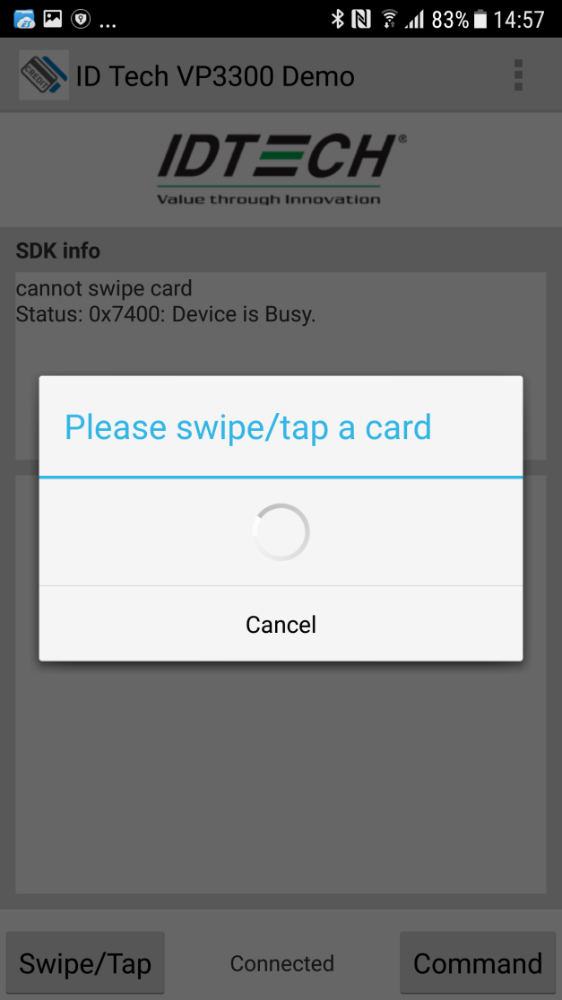 ... 83% 14:57
CREDIT ID Tech VP3300 Demo
IDTECH®
Value through Innovation
SDK info
cannot swipe card
Status: 0x7400: Device is Busy.
Please swipe/tap a card
Cancel
Swipe/Tap Connected Command